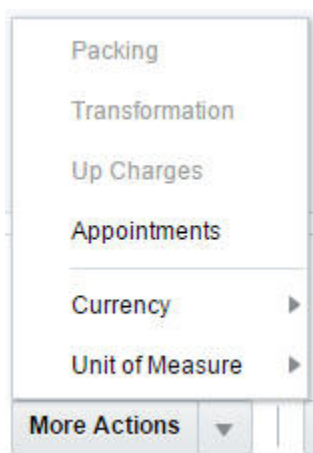 Packing
Transformation
Up Charges
Appointments
Currency
Unit of Measure
More Actions